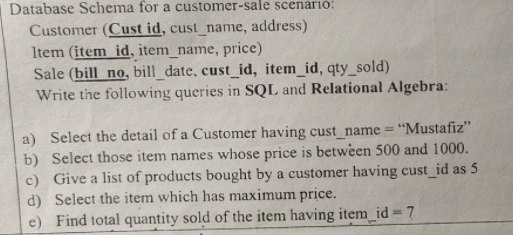 Database Schema for a customer-sale scenario:
Customer (Cust id, cust_name, address)
Item (item_id, item_name, price)
Sale (bill_no, bill_date, cust_id, item_id, qty_sold)
Write the following queries in SQL and Relational Algebra:
a) Select the detail of a Customer having cust_name = “Mustafiz”
b) Select those item names whose price is between 500 and 1000.
c) Give a list of products bought by a customer having cust_id as 5
d) Select the item which has maximum price.
e) Find total quantity sold of the item having item_id = 7